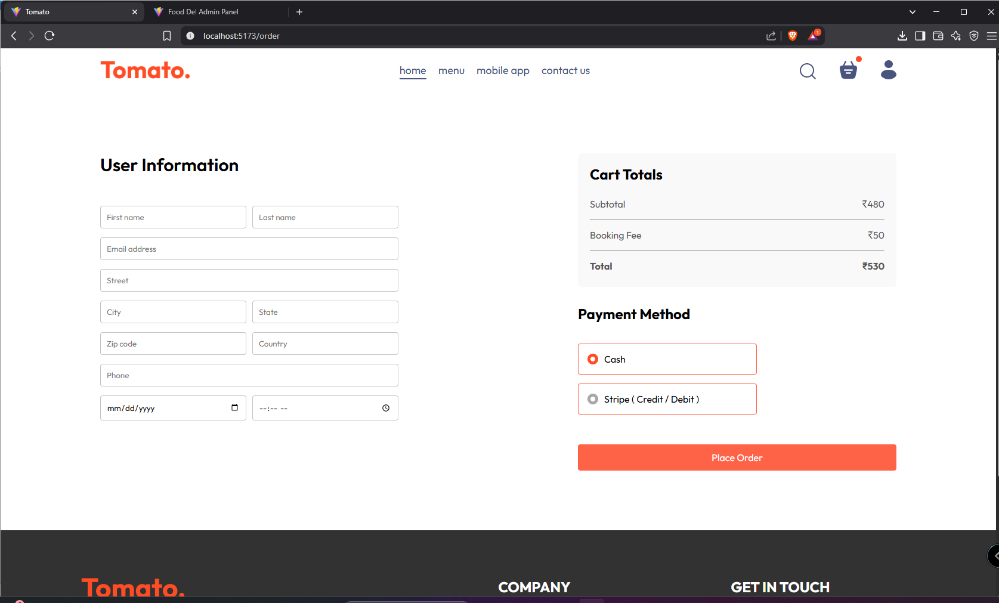 Tomato
Food Del Admin Panel
localhost:5173/order
1
Tomato.
home
menu
mobile app
contact us
User Information
First name
Last name
Email address
Street
City
State
Zip code
Country
Phone
mm/dd/yyyy
--:-- --
Cart Totals
Subtotal
₹480
Booking Fee
₹50
Total
₹530
Payment Method
Cash
Stripe ( Credit / Debit )
Place Order
Tomato.
COMPANY
GET IN TOUCH